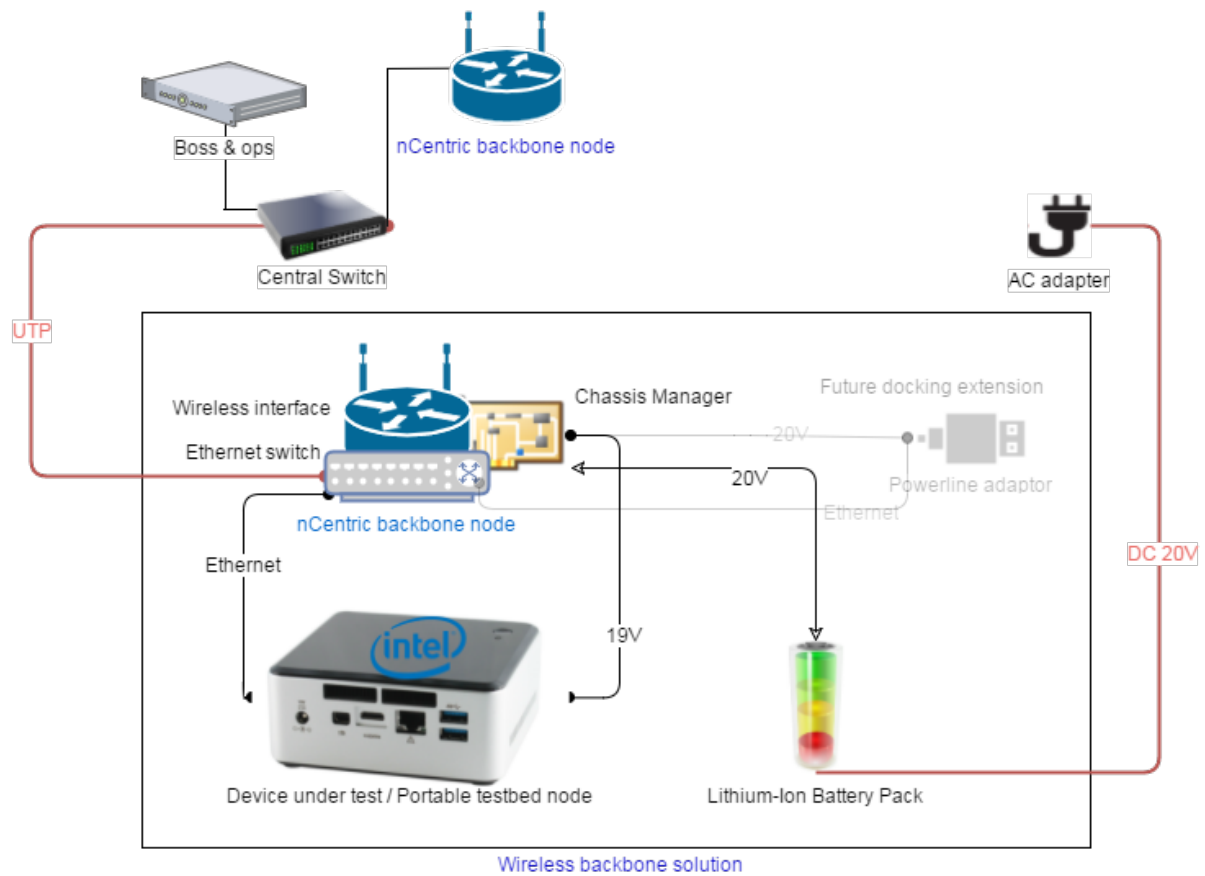 nCentric backbone node
Boss & ops
Central Switch
AC adapter
UTP
Wireless interface
Chassis Manager
Future docking extension
20V
Ethernet switch
20V
Powerline adaptor
Ethernet
nCentric backbone node
DC 20V
Ethernet
intel
19V
Device under test / Portable testbed node
Lithium-Ion Battery Pack
Wireless backbone solution